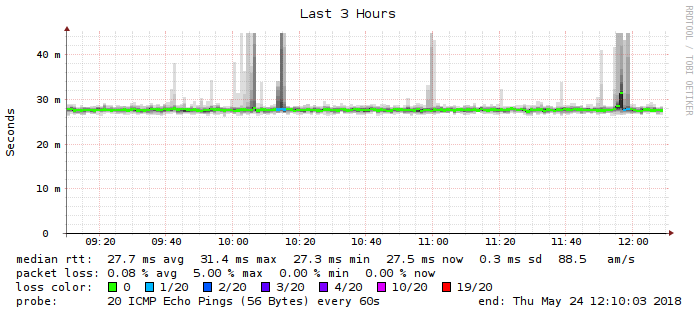 Last 3 Hours
RRDTOOL / TOBI OETIKER
Seconds
40 m
30 m
20 m
10 m
0
09:20 09:40 10:00 10:20 10:40 11:00 11:20 11:40 12:00
median rtt: 27.7 ms avg 31.4 ms max 27.3 ms min 27.5 ms now 0.3 ms sd 88.5 am/s
packet loss: 0.08 % avg 5.00 % max 0.00 % min 0.00 % now
loss color: 0 1/20 2/20 3/20 4/20 10/20 19/20
probe: 20 ICMP Echo Pings (56 Bytes) every 60s end: Thu May 24 12:10:03 2018